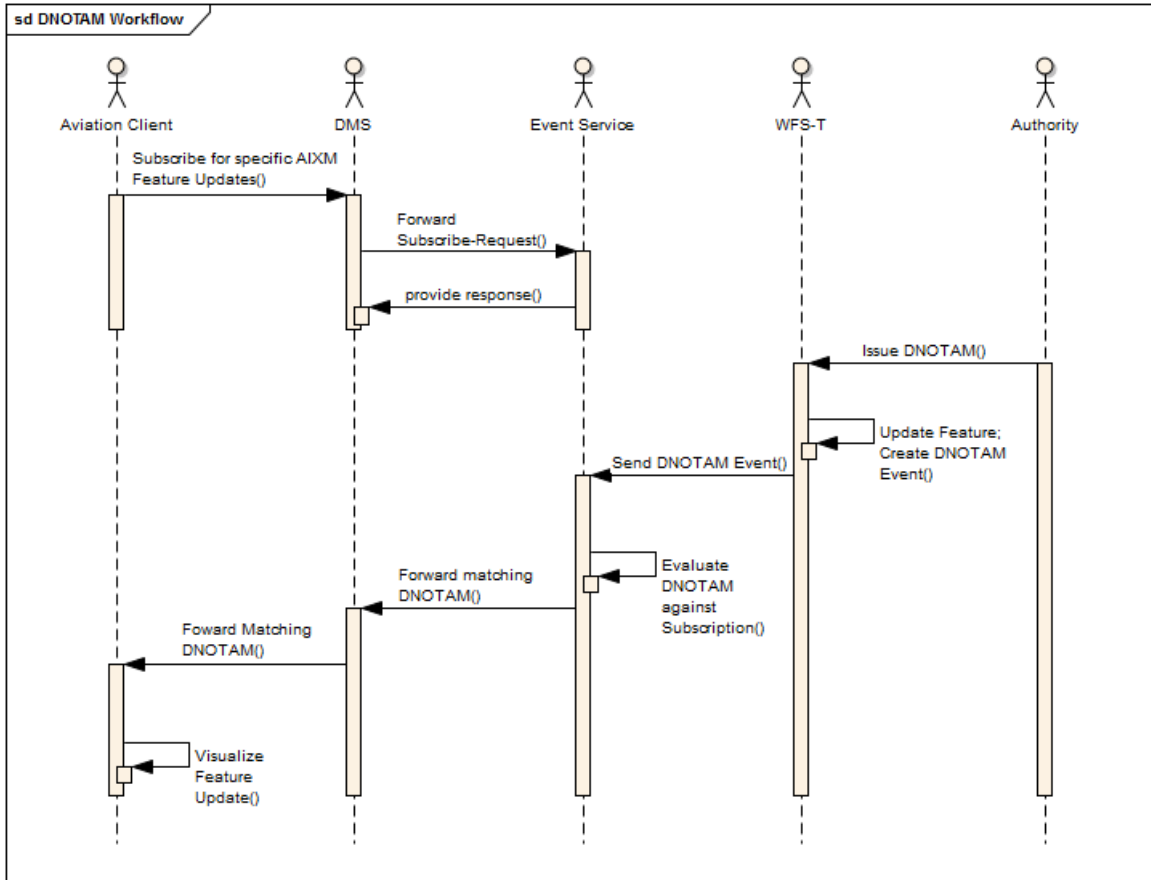 sd DNOTAM Workflow
Aviation Client
DMS
Event Service
WFS-T
Authority
Subscribe for specific AIXM
Feature Updates()
Forward
Subscribe-Request()
provide response()
Issue DNOTAM()
Update Feature;
Create DNOTAM
Event()
Send DNOTAM Event()
Evaluate
DNOTAM
against
Subscription()
Forward matching
DNOTAM()
Foward Matching
DNOTAM()
Visualize
Feature
Update()